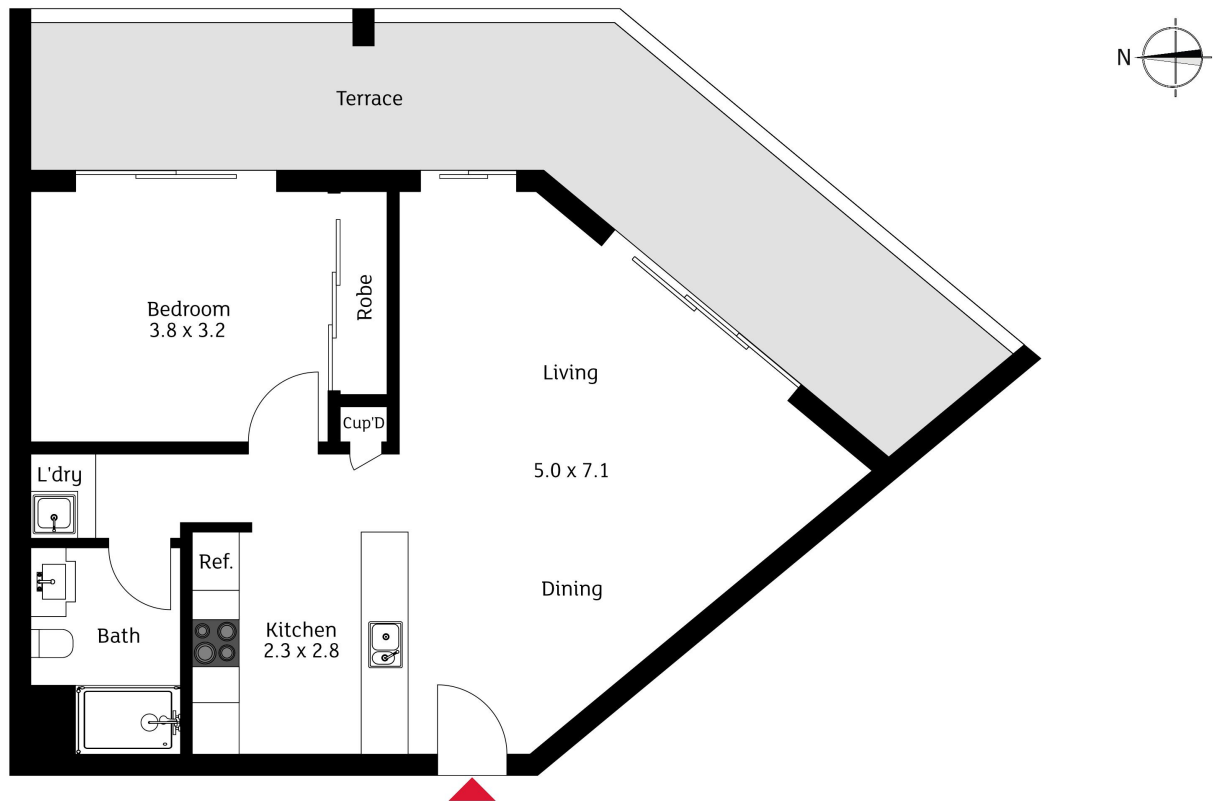 N
Terrace
Bedroom
3.8 x 3.2
Robe
Living
Cup'D
L'dry
5.0 x 7.1
Ref.
Dining
Kitchen
2.3 x 2.8
Bath